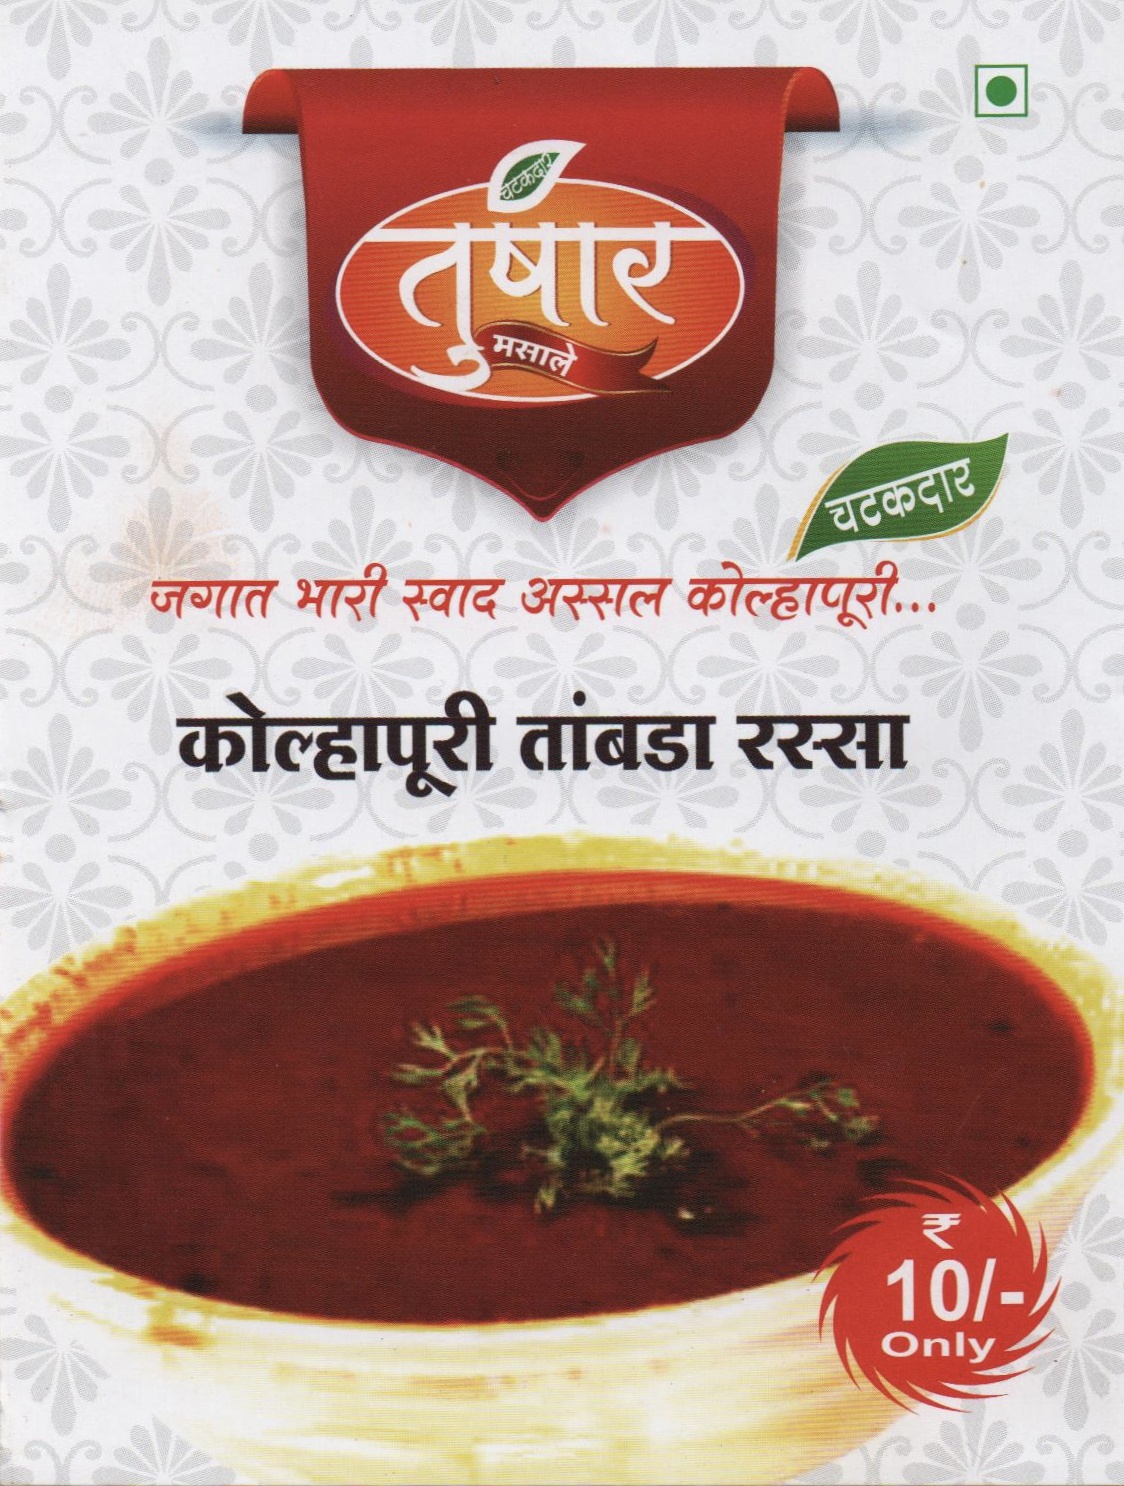 चटकदार
तुषार
मसाले
चटकदार
जगात भारी स्वाद अस्सल कोल्हापूरी...
कोल्हापूरी तांबडा रस्सा
₹
10/-
Only